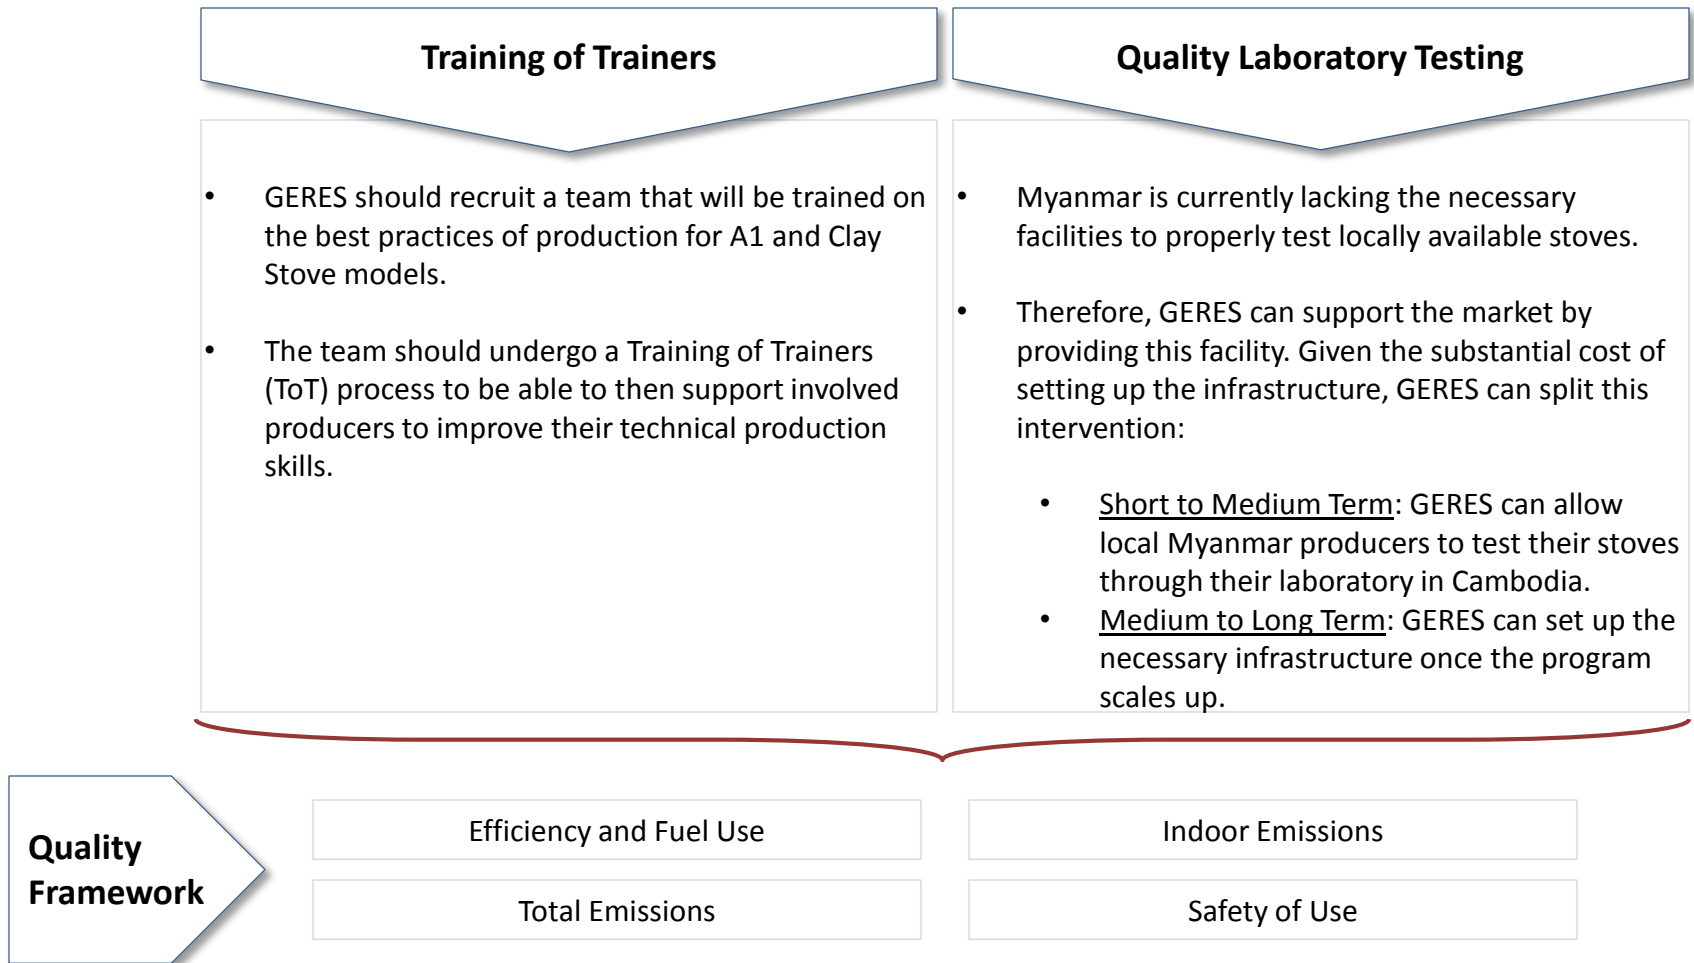 Training of Trainers
• GERES should recruit a team that will be trained on
the best practices of production for A1 and Clay
Stove models.
• The team should undergo a Training of Trainers
(ToT) process to be able to then support involved
producers to improve their technical production
skills.
Quality Laboratory Testing
• Myanmar is currently lacking the necessary
facilities to properly test locally available stoves.
• Therefore, GERES can support the market by
providing this facility. Given the substantial cost of
setting up the infrastructure, GERES can split this
intervention:
• Short to Medium Term: GERES can allow
local Myanmar producers to test their stoves
through their laboratory in Cambodia.
• Medium to Long Term: GERES can set up the
necessary infrastructure once the program
scales up.
Quality
Framework
Efficiency and Fuel Use
Indoor Emissions
Total Emissions
Safety of Use